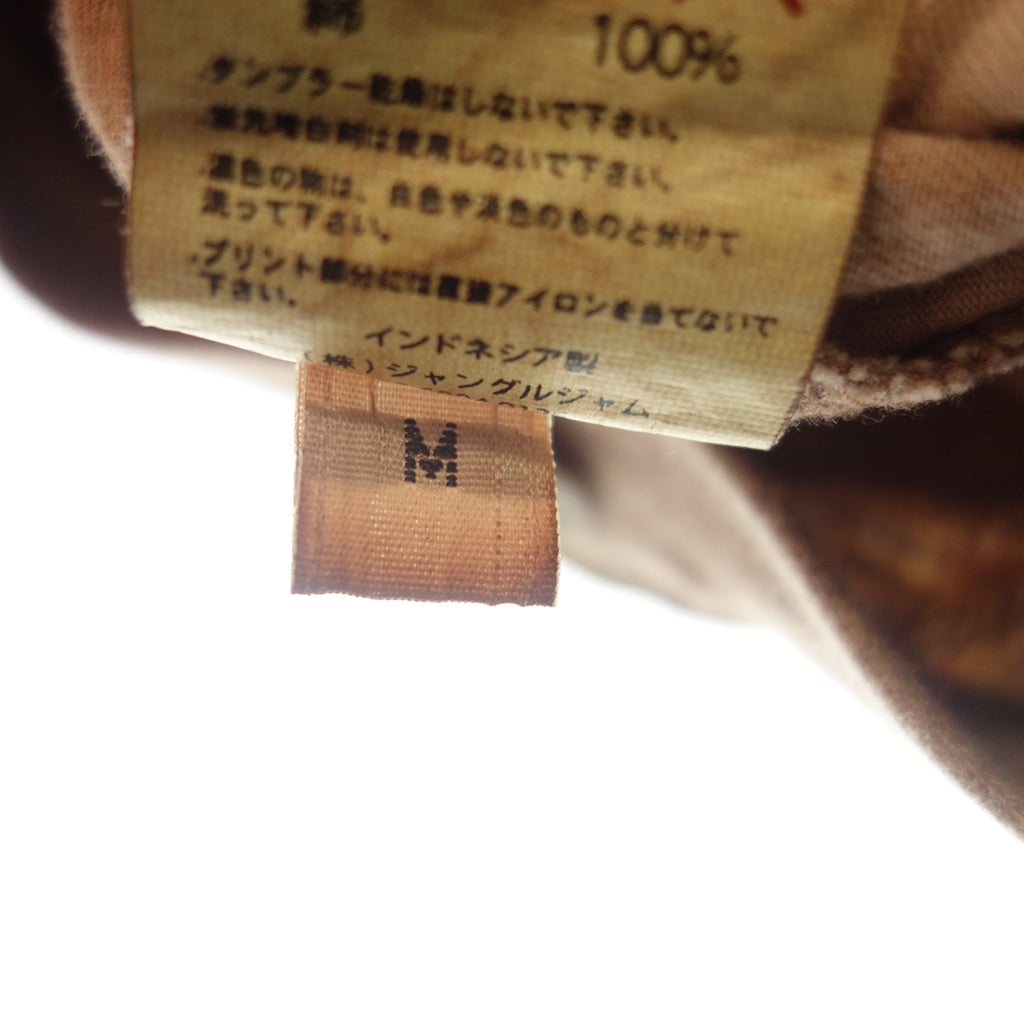 綿 100%
・タンブラー乾燥はしないで下さい。
・蛍光増白剤は使用しないで下さい。
・濃色の物は、白色や淡色のものと分けて
洗って下さい。
・プリント部分には直接アイロンを当てないで
下さい。
インドネシア製
(株)ジャングルジャム
M